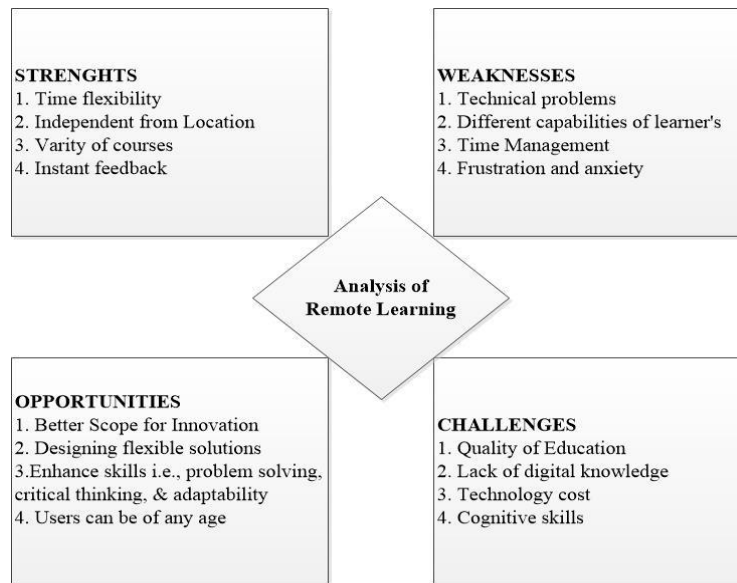 STRENGHTS
1. Time flexibility
2. Independent from Location
3. Varity of courses
4. Instant feedback
WEAKNESSES
1. Technical problems
2. Different capabilities of learner's
3. Time Management
4. Frustration and anxiety
Analysis of
Remote Learning
OPPORTUNITIES
1. Better Scope for Innovation
2. Designing flexible solutions
3.Enhance skills i.e., problem solving,
critical thinking, & adaptability
4. Users can be of any age
CHALLENGES
1. Quality of Education
2. Lack of digital knowledge
3. Technology cost
4. Cognitive skills